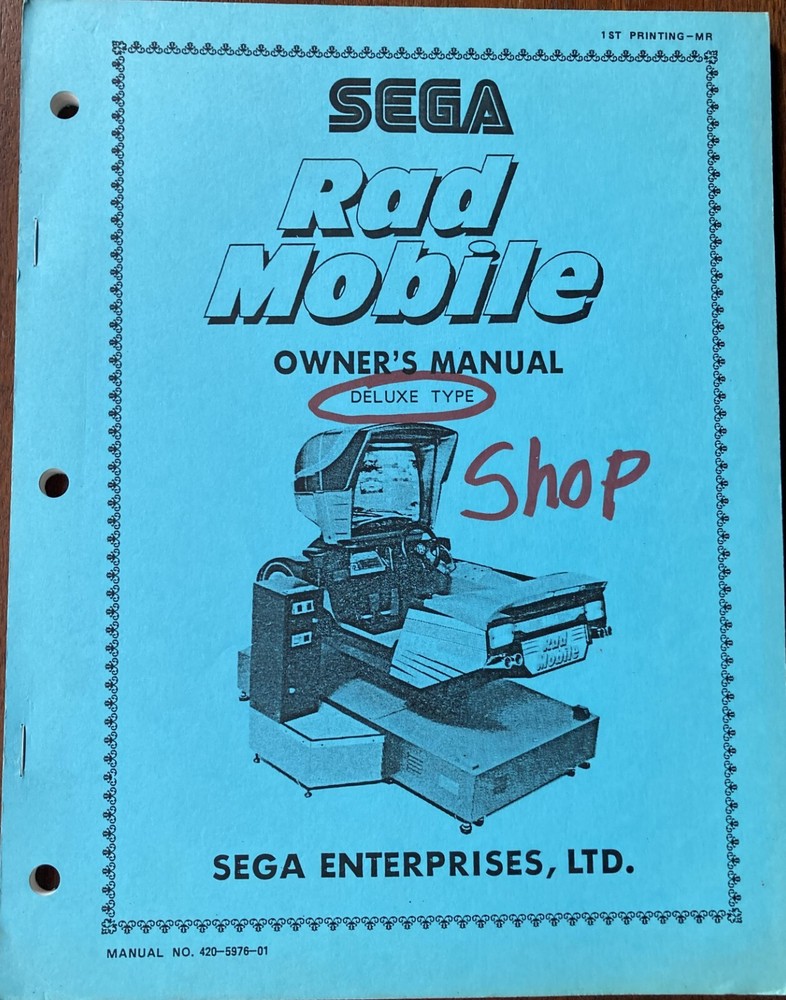 1ST PRINTING-MR
SEGA
Rad
Mobile
OWNER'S MANUAL
DELUXE TYPE
Shop
Rad
Mobile
SEGA ENTERPRISES, LTD.
MANUAL NO. 420-5976-01